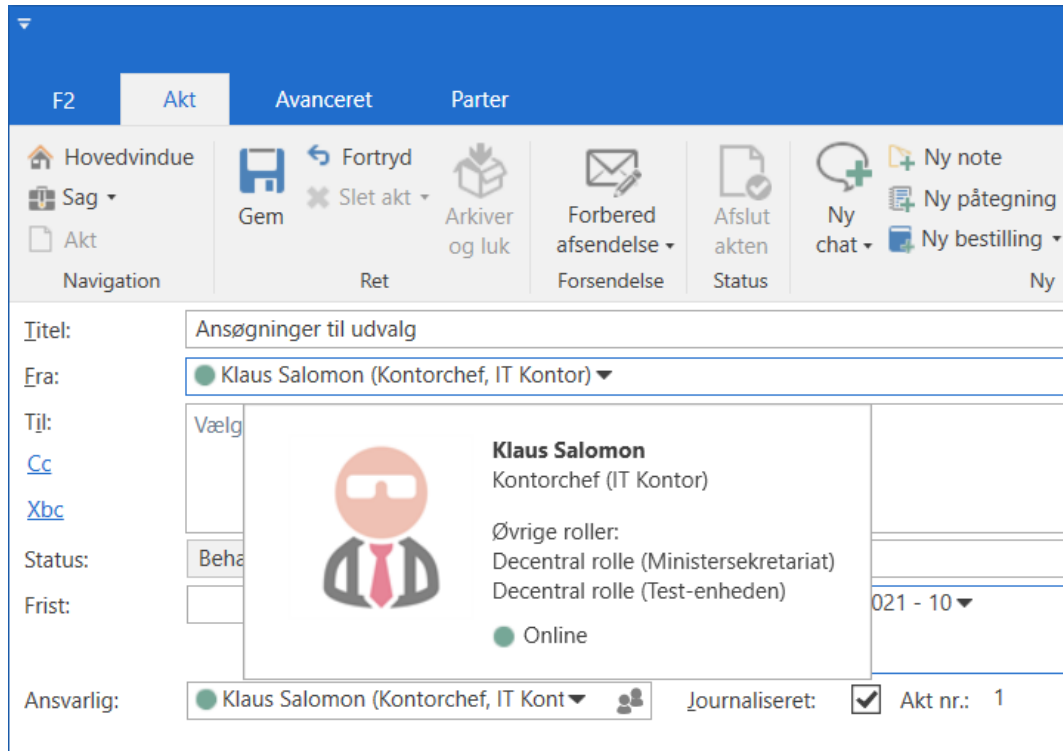 F2 Akt Avanceret Parter
Hovedvindue
Sag
Akt
Navigation
Gem
Fortryd
Slet akt
Arkiver
og luk
Ret
Forbered
afsendelse
Forsendelse
Afslut
akten
Status
Ny
chat
Ny note
Ny påtegning
Ny bestilling
Ny
Titel: Ansøgninger til udvalg
Fra: Klaus Salomon (Kontorchef, IT Kontor)
Til: Vælg
Cc
Xbc
Klaus Salomon
Kontorchef (IT Kontor)
Øvrige roller:
Decentral rolle (Ministersekretariat)
Decentral rolle (Test-enheden)
Online
Status: Beha
Frist: 021 - 10
Ansvarlig: Klaus Salomon (Kontorchef, IT Kont Journaliseret: Akt nr.: 1